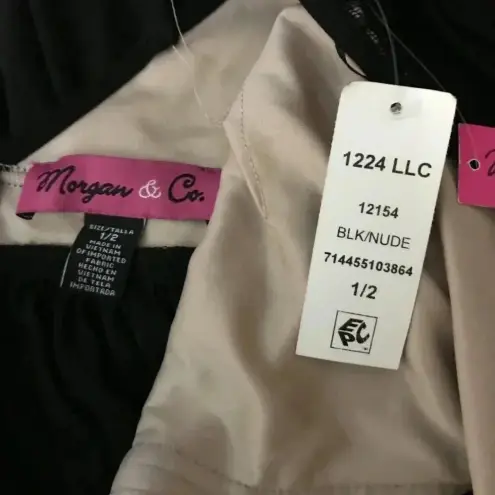 Morgan & Co.
SIZE/TALLA
1/2
MADE IN
VIETNAM
OF IMPORTED
FABRIC
HECHO EN
VIETNAM
DE TELA
IMPORTADA
1224 LLC
12154
BLK/NUDE
714455103864
1/2
EPC